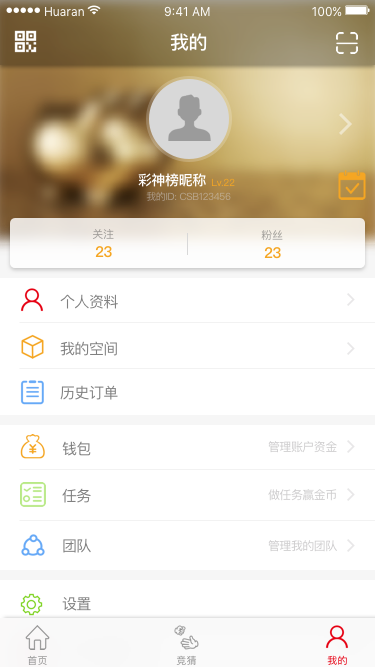 ●●●●● Huaran 9:41 AM 100%
我的
彩神榜昵称 Lv.22
我的ID: CSB123456
关注 粉丝
23 23
个人资料
我的空间
历史订单
钱包 管理账户资金
任务 做任务赢金币
团队 管理我的团队
设置
首页 竞猜 我的